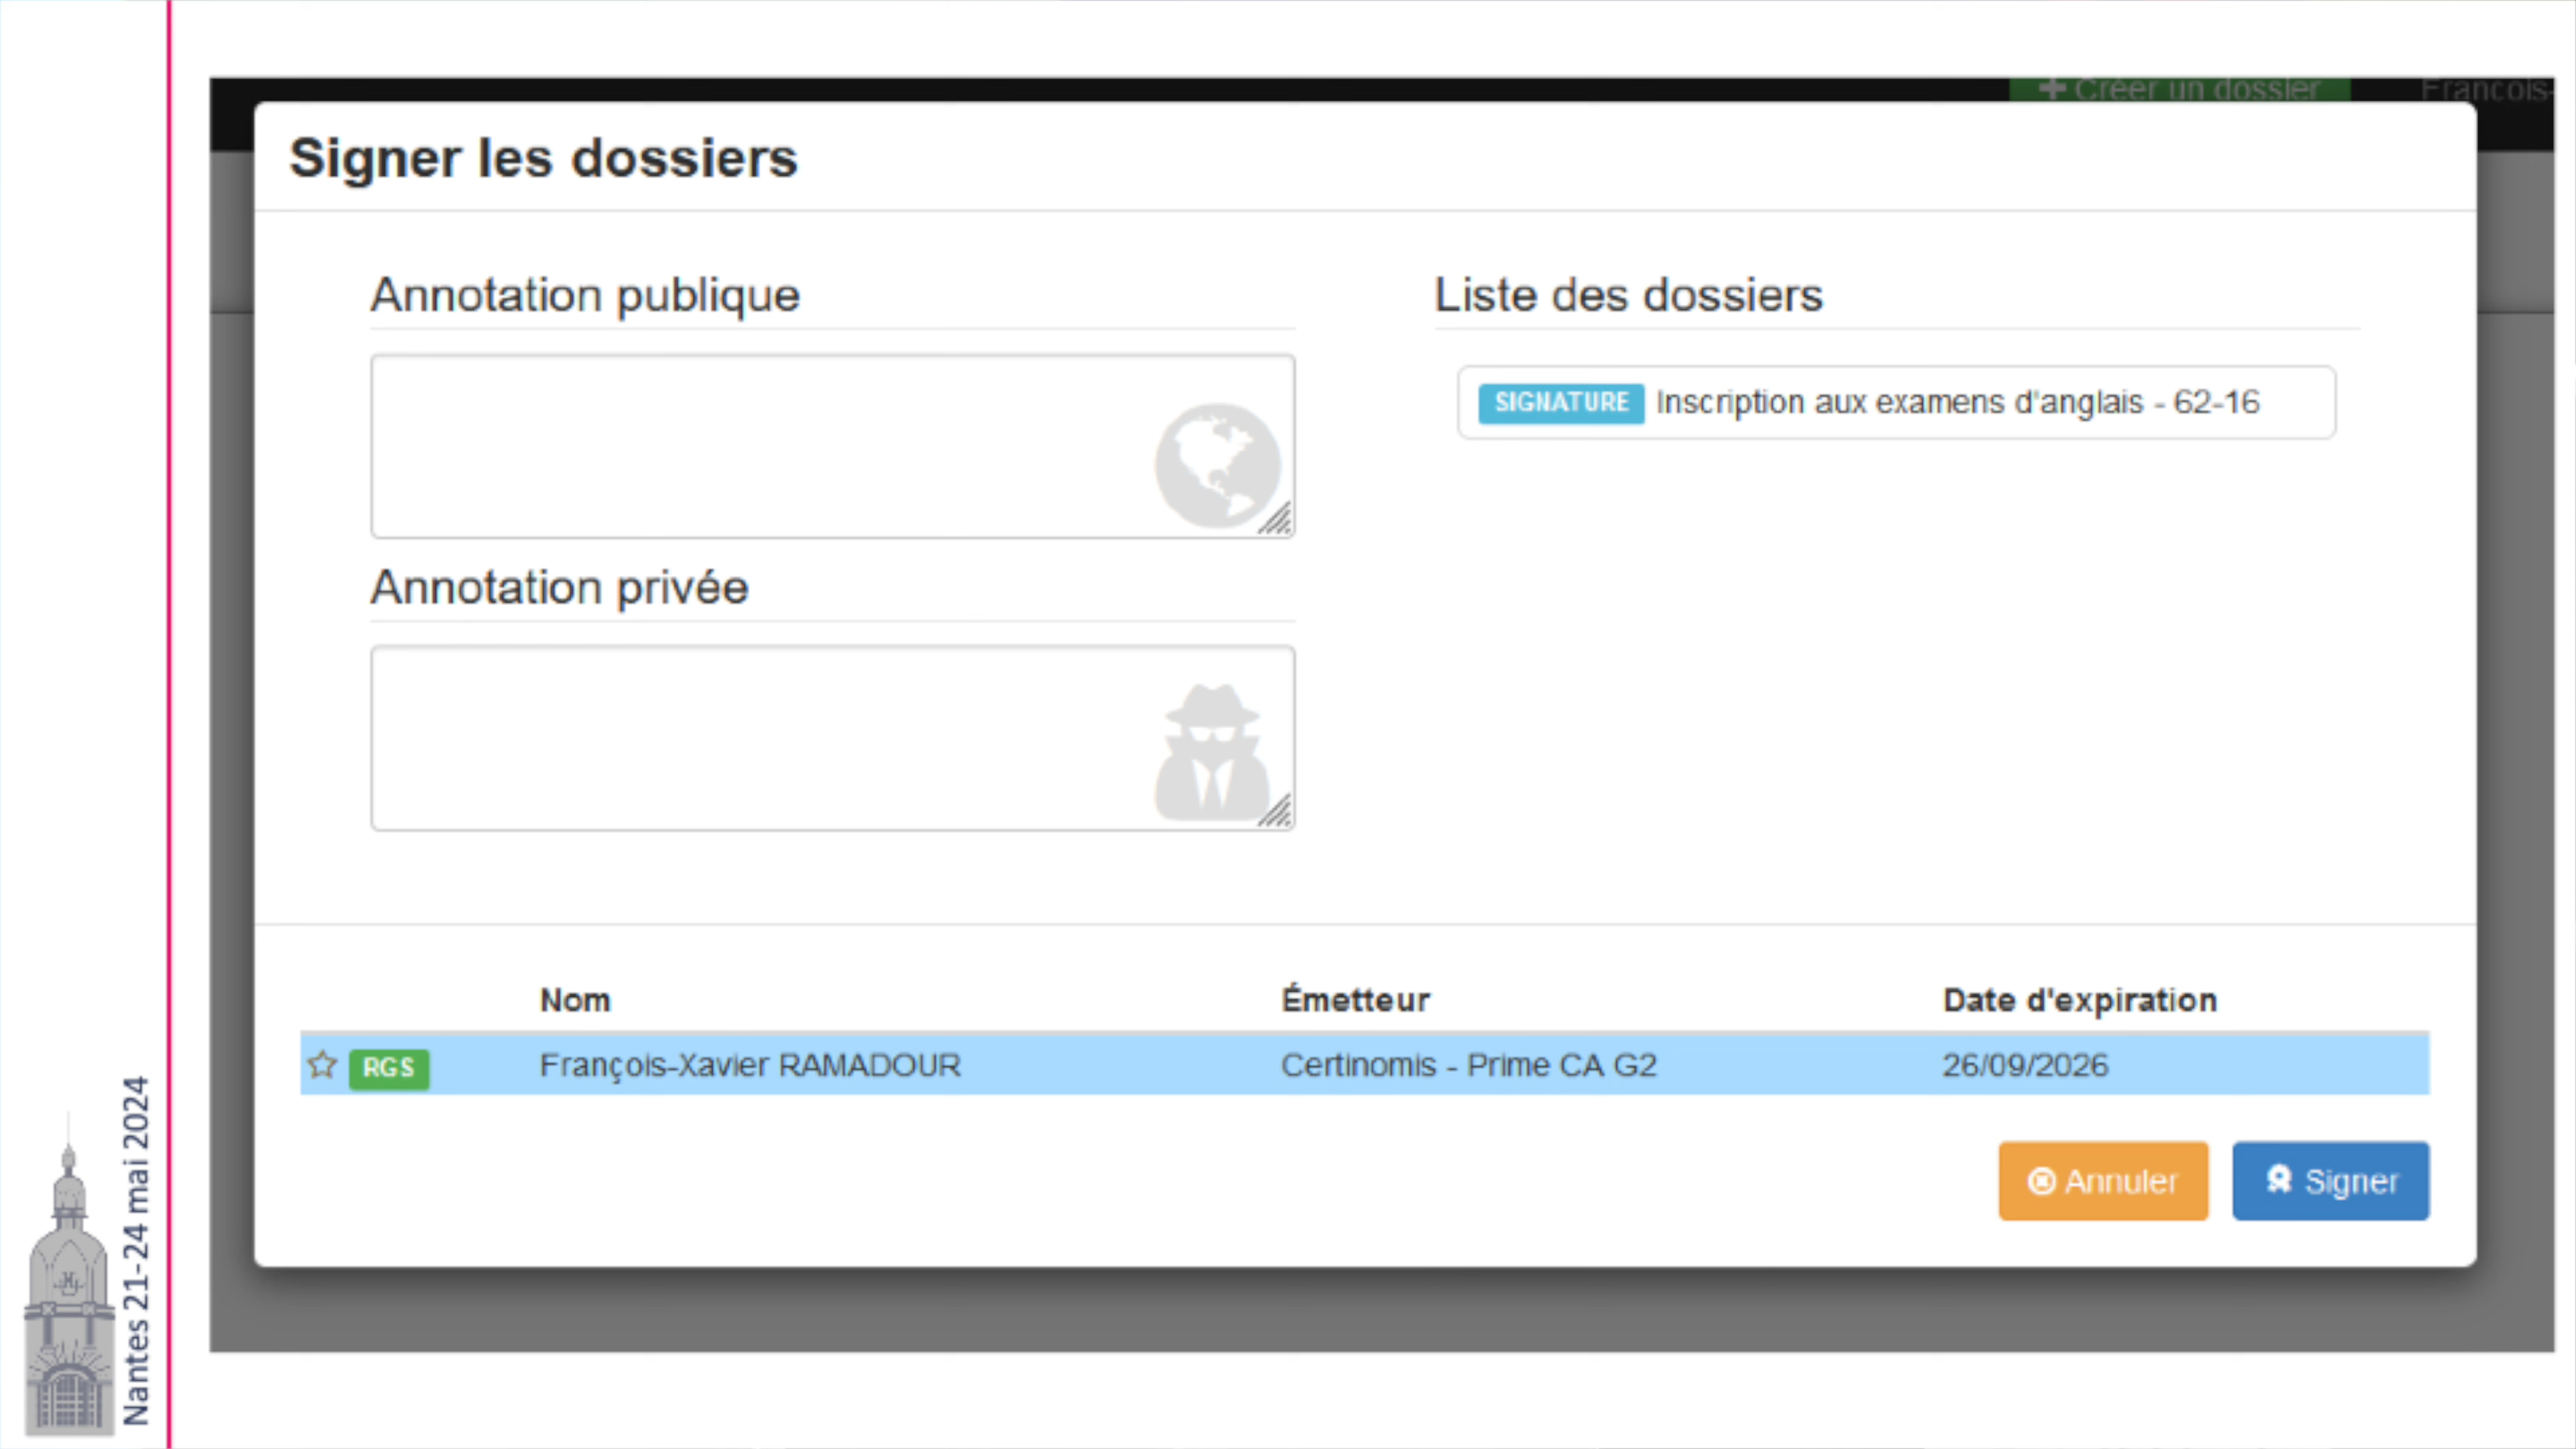 + Créer un dossier
Francois-
Signer les dossiers
Annotation publique
Annotation privée
Liste des dossiers
SIGNATURE Inscription aux examens d'anglais - 62-16
Nom Émetteur Date d'expiration
RGS François-Xavier RAMADOUR Certinomis - Prime CA G2 26/09/2026
Annuler Signer
Nantes 21-24 mai 2024